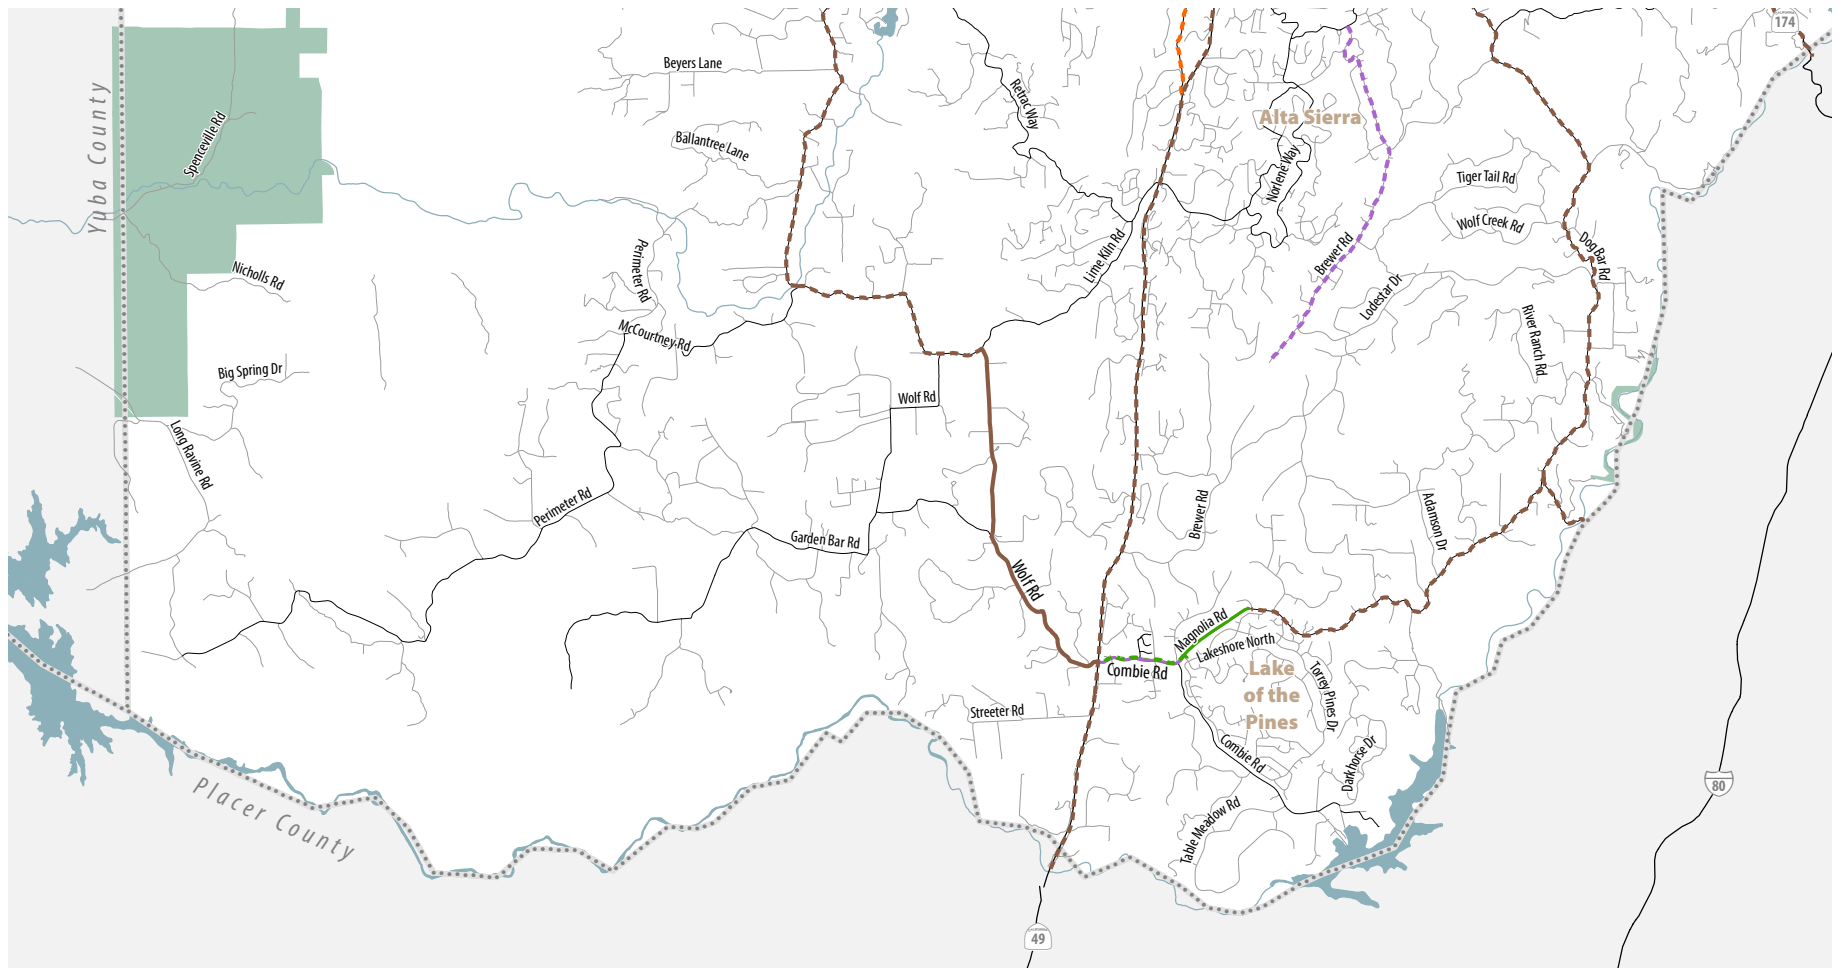 CALIFORNIA
174
Beyers Lane
Retrac Way
Yuba County
Spenceville Rd
Alta Sierra
Ballantree Lane
Norlene Way
Tiger Tail Rd
Wolf Creek Rd
Perimeter Rd
Lime Kiln Rd
Brewer Rd
Dog Bar Rd
Nicholls Rd
Lodestar Dr
McCourtney Rd
River Ranch Rd
Big Spring Dr
Wolf Rd
Long Ravine Rd
Perimeter Rd
Brewer Rd
Adamson Dr
Garden Bar Rd
Wolf Rd
Magnolia Rd
Lakeshore North
Combie Rd
Lake
of the
Pines
Torrey Pines Dr
Streeter Rd
Combie Rd
Darkhorse Dr
80
Placer County
Table Meadow Rd
CALIFORNIA
49